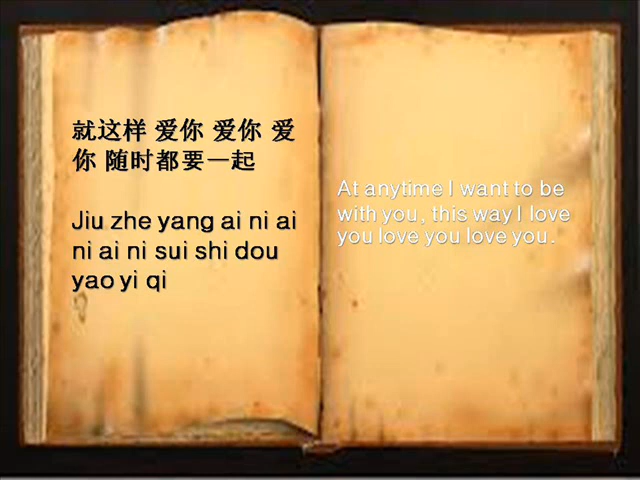 就这样 爱你 爱你 爱
你 随时都要一起
Jiu zhe yang ai ni ai
ni ai ni sui shi dou
yao yi qi
At anytime I want to be
with you, this way I love
you love you love you.